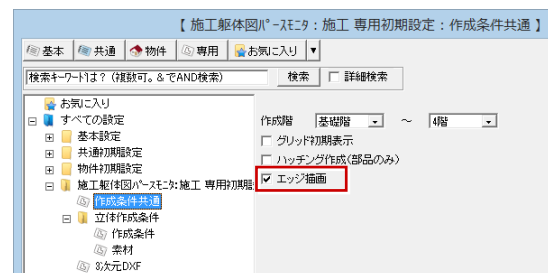 【 施工躯体図ﾊﾟｰｽﾓﾆﾀ：施工 専用初期設定：作成条件共通 】
基本 共通 物件 専用 お気に入り ▼
検索ｷｰﾜｰﾄﾞは？（複数可。& でAND検索） 検索 詳細検索
お気に入り
すべての設定
作成階 基礎階 ～ 4階
基本設定
グリッド初期表示
共通初期設定
ハッチング作成(部品のみ)
物件初期設定
エッジ描画
施工躯体図ﾊﾟｰｽﾓﾆﾀ:施工 専用初期
作成条件共通
立体作成条件
作成条件
素材
3次元DXF